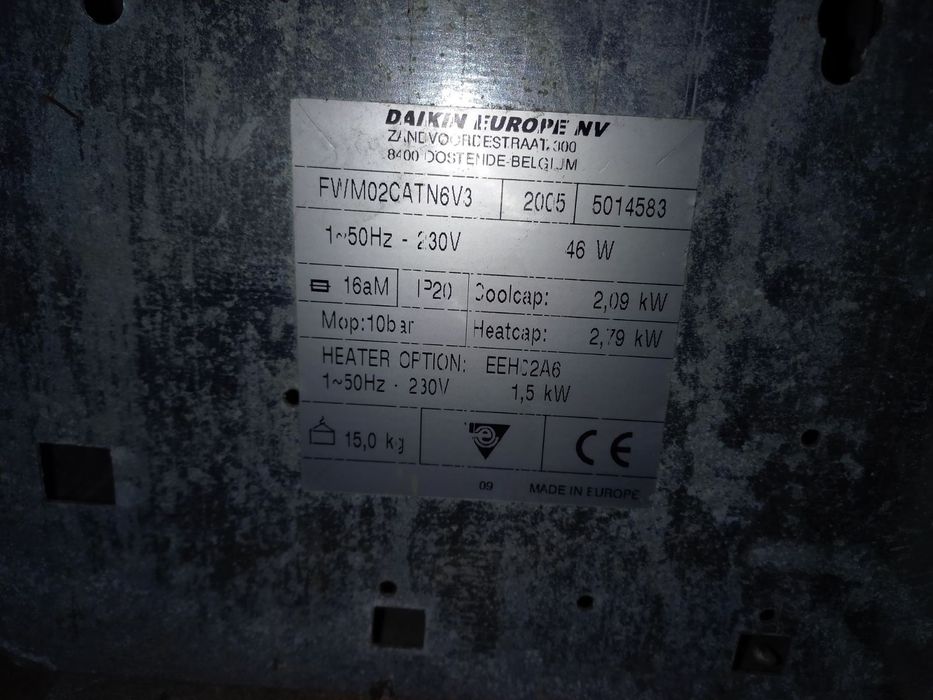 DAIKIN EUROPE NV
ZANDVOORDESTRAAT, 300
8400 OOSTENDE-BELGIUM
FWM02CATN6V3 2005 5014583
1~50Hz - 230V 46 W
16aM IP20 Coolcap: 2,09 kW
Mop:10bar Heatcap: 2,79 kW
HEATER OPTION: EEH02A6
1~50Hz - 230V 1,5 kW
15,0 kg CE
09 MADE IN EUROPE